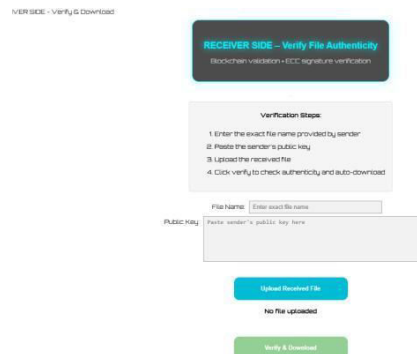 IVER SIDE - Verify & Download
RECEIVER SIDE – Verify File Authenticity
Blockchain validation • ECC signature verification
Verification Steps:
1. Enter the exact file name provided by sender
2. Paste the sender's public key
3. Upload the received file
4. Click verify to check authenticity and auto-download
File Name: Enter exact file name
Public Key: Paste sender's public key here
Upload Received File
No file uploaded
Verify & Download